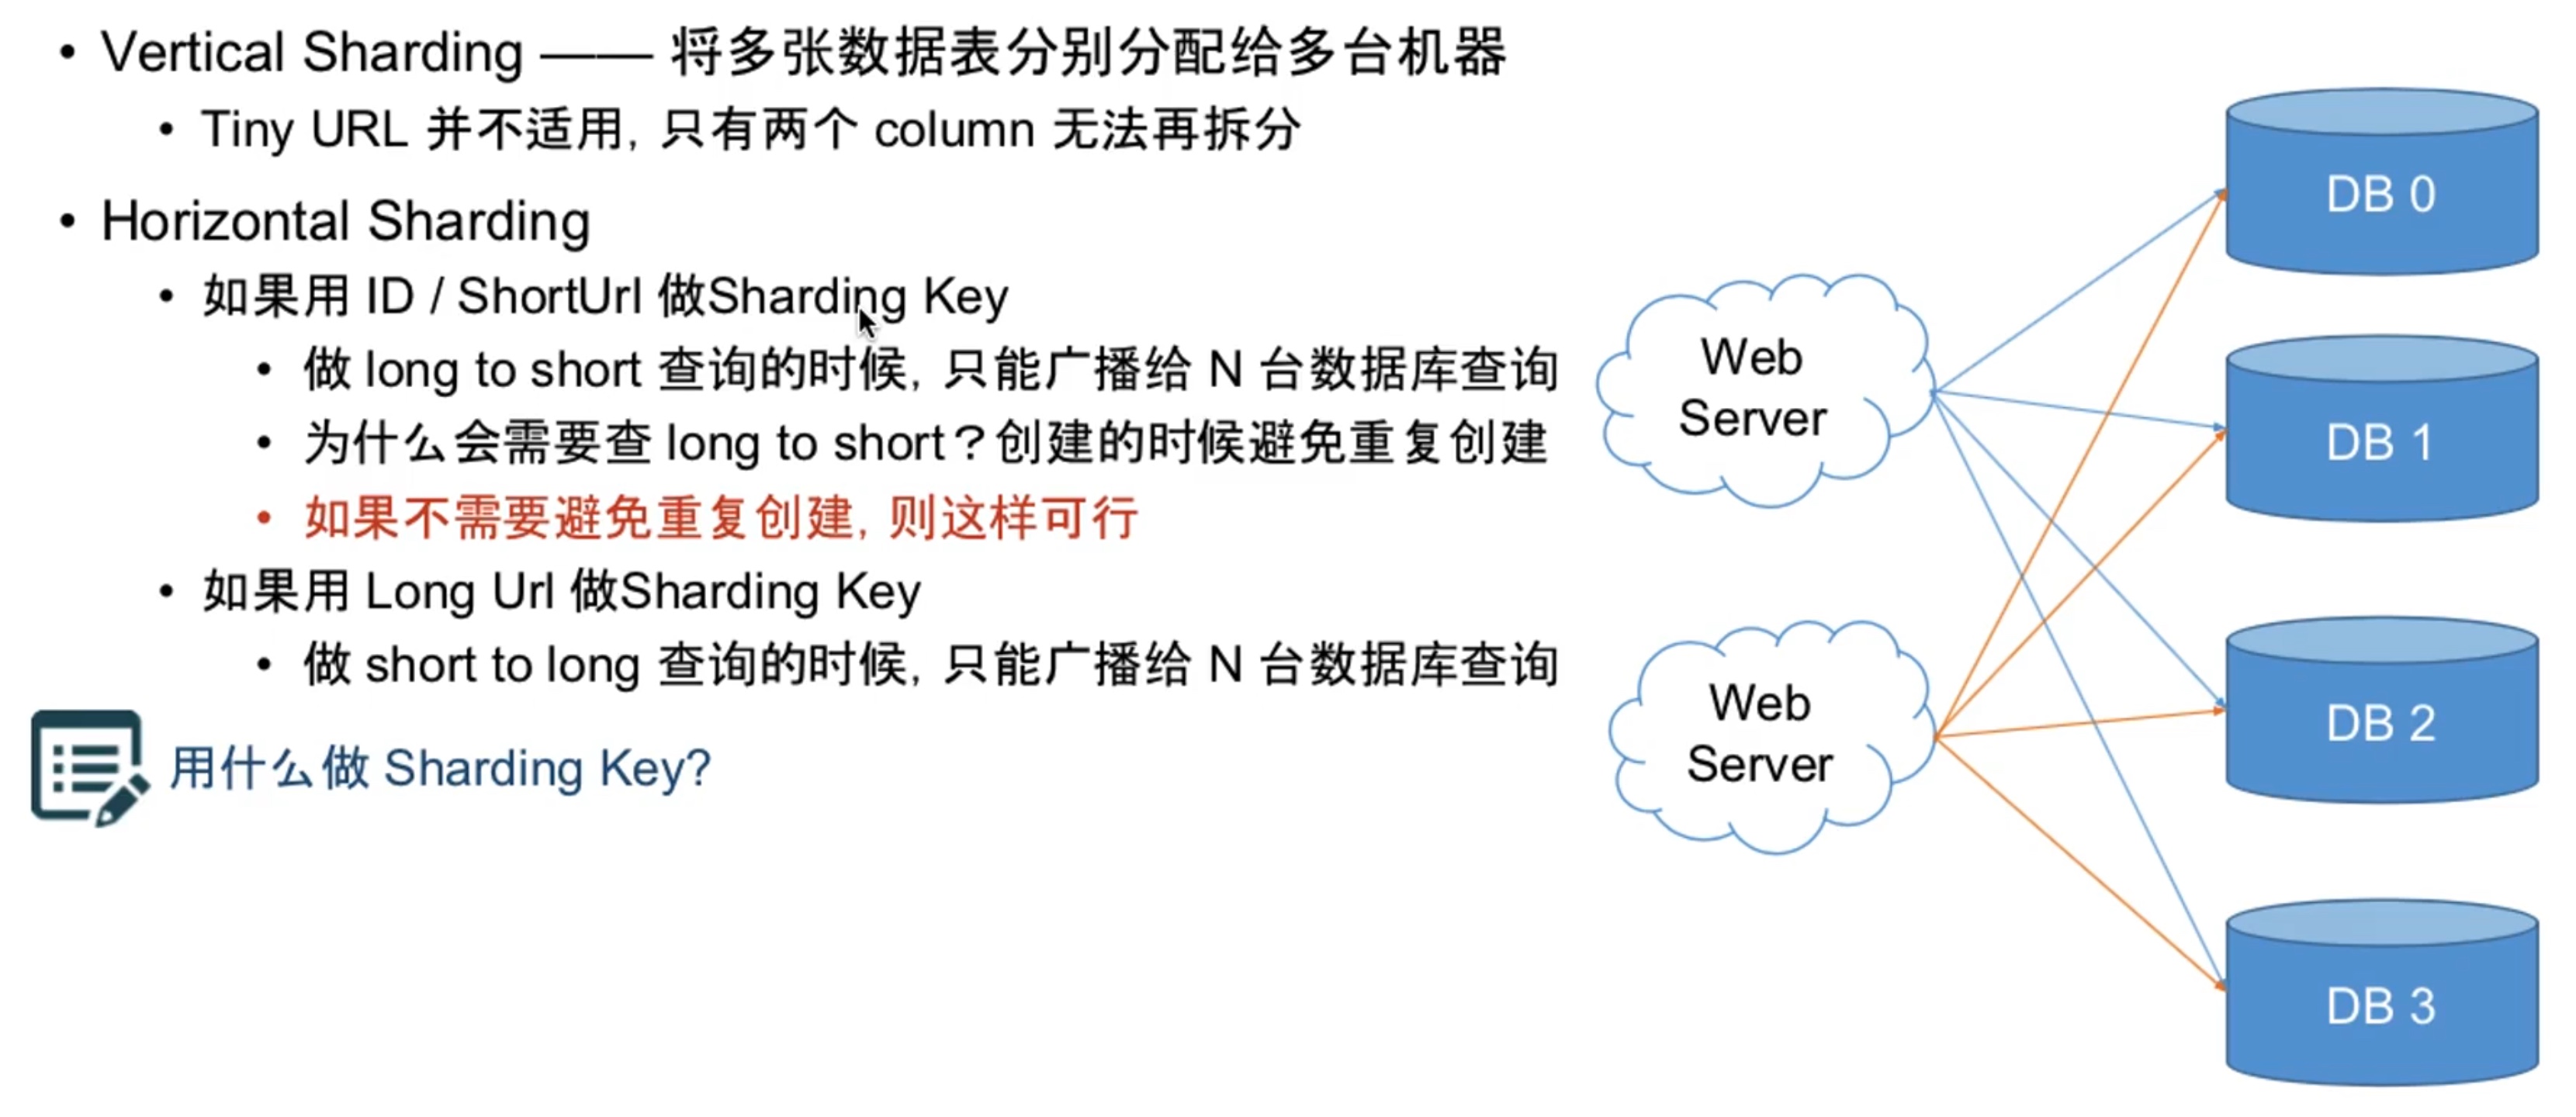 • Vertical Sharding —— 将多张数据表分别分配给多台机器
• Tiny URL 并不适用, 只有两个 column 无法再拆分
• Horizontal Sharding
• 如果用 ID / ShortUrl 做Sharding Key
• 做 long to short 查询的时候, 只能广播给 N 台数据库查询
• 为什么会需要查 long to short？创建的时候避免重复创建
• 如果不需要避免重复创建, 则这样可行
• 如果用 Long Url 做Sharding Key
• 做 short to long 查询的时候, 只能广播给 N 台数据库查询
用什么做 Sharding Key?
Web
Server
Web
Server
DB 0
DB 1
DB 2
DB 3